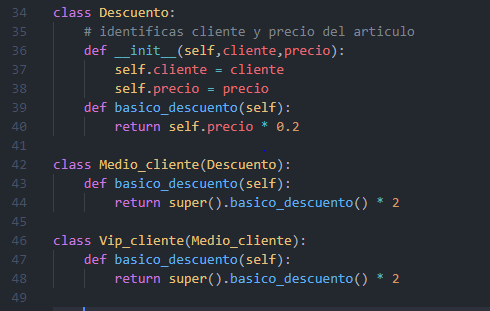 34 class Descuento:
35     # identificas cliente y precio del articulo
36     def __init__(self,cliente,precio):
37         self.cliente = cliente
38         self.precio = precio
39     def basico_descuento(self):
40         return self.precio * 0.2
41
42 class Medio_cliente(Descuento):
43     def basico_descuento(self):
44         return super().basico_descuento() * 2
45
46 class Vip_cliente(Medio_cliente):
47     def basico_descuento(self):
48         return super().basico_descuento() * 2
49